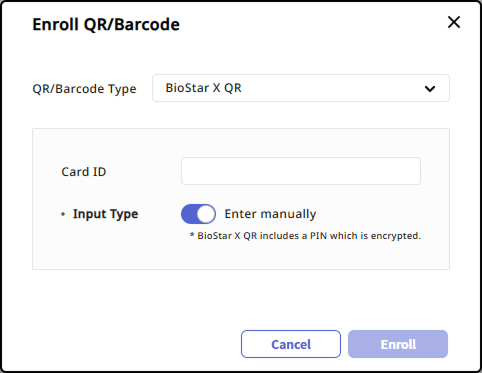 Enroll QR/Barcode
QR/Barcode Type
BioStar X QR
Card ID
• Input Type
Enter manually
* BioStar X QR includes a PIN which is encrypted.
Cancel
Enroll